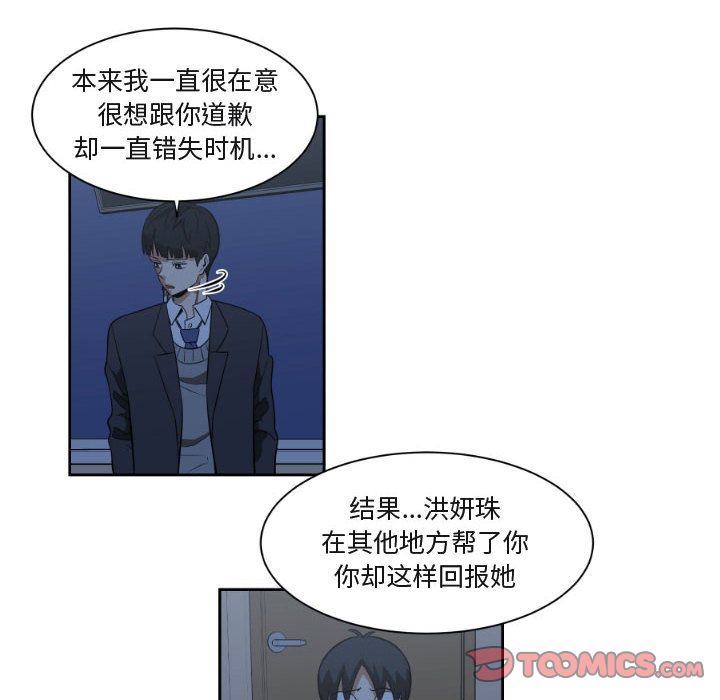 本来我一直很在意
很想跟你道歉
却一直错失时机...
结果...洪妍珠
在其他地方帮了你
你却这样回报她
TOOMICS.COM